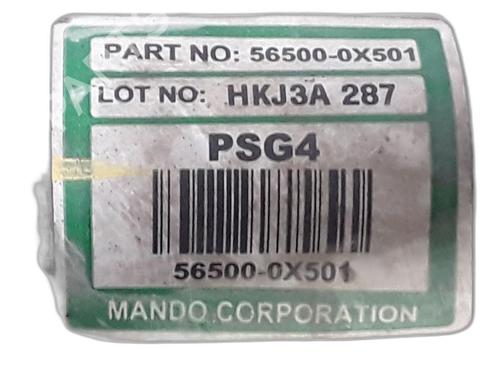 PART NO: 56500-0X501
LOT NO: HKJ3A 287
PSG4
56500-0X501
MANDO CORPORATION